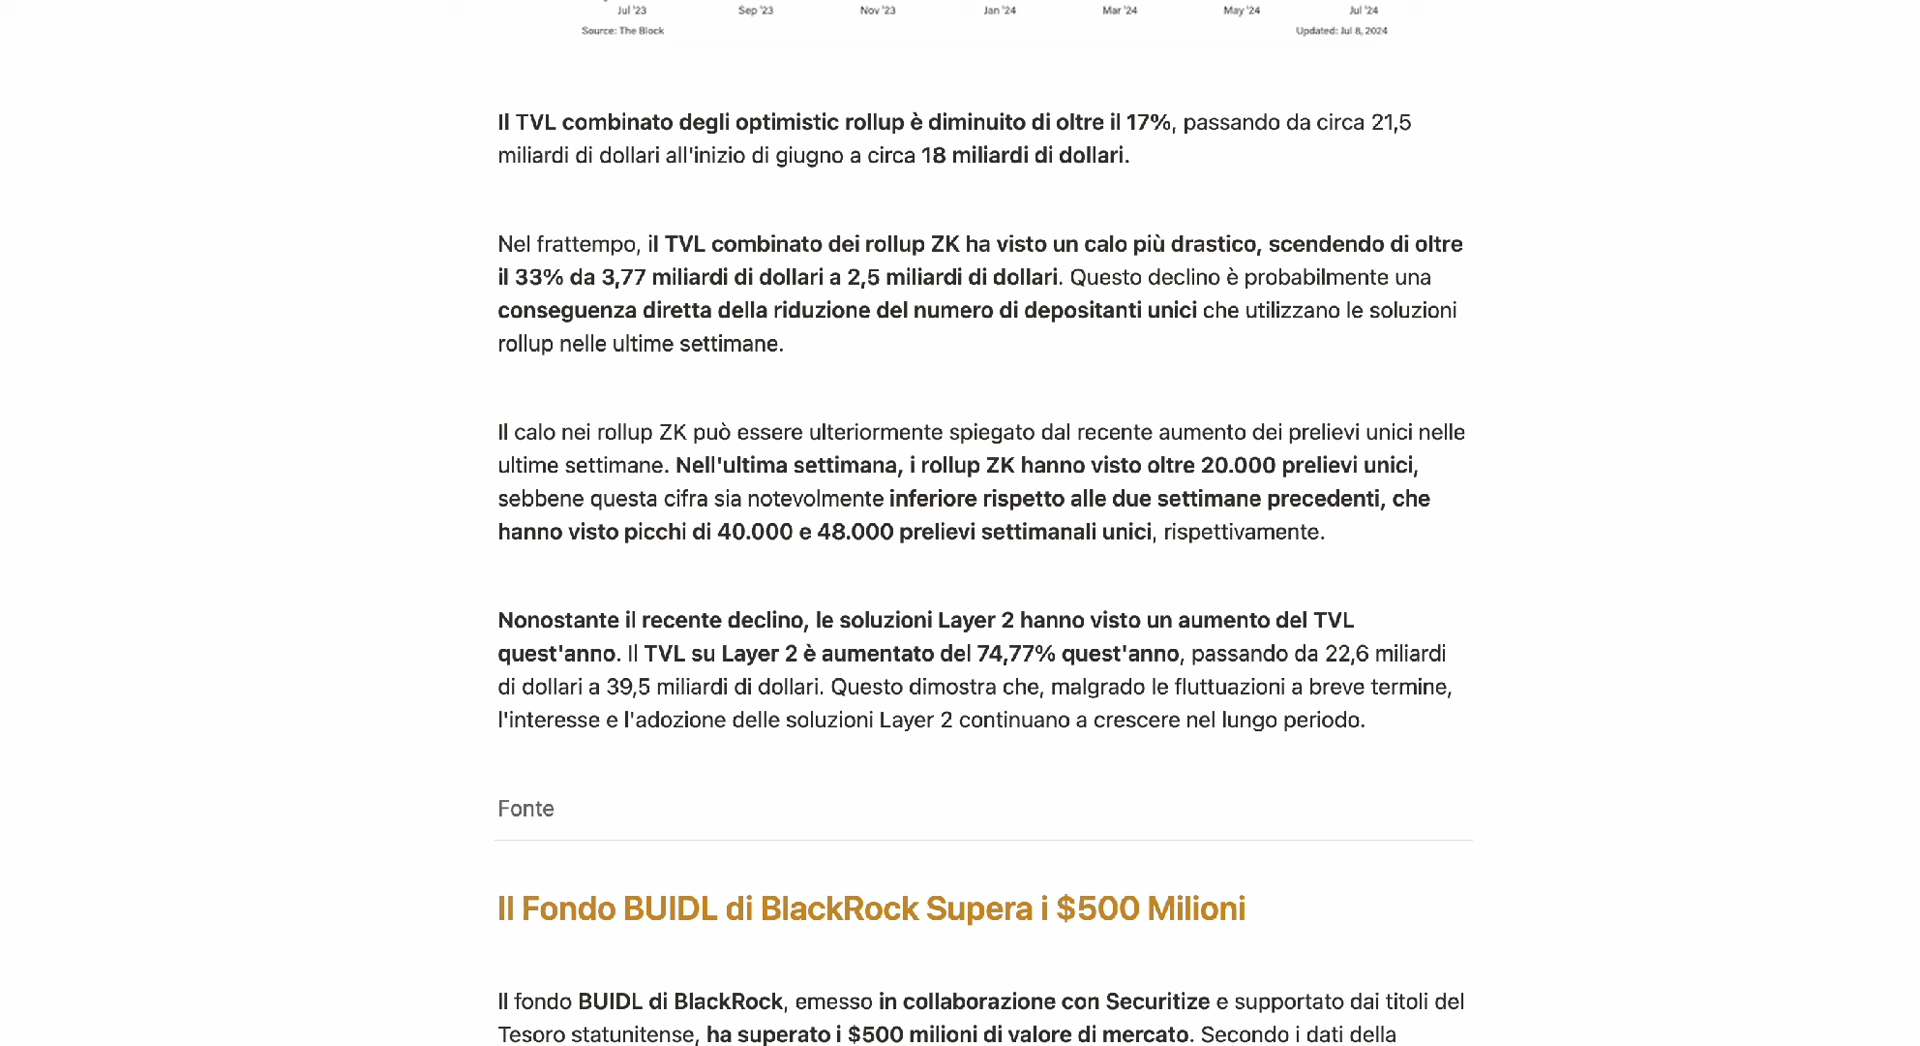 Jul '23 Sep '23 Nov '23 Jan '24 Mar '24 May '24 Jul '24
Source: The Block Updated: Jul 8, 2024
Il TVL combinato degli optimistic rollup è diminuito di oltre il 17%, passando da circa 21,5
miliardi di dollari all'inizio di giugno a circa 18 miliardi di dollari.
Nel frattempo, il TVL combinato dei rollup ZK ha visto un calo più drastico, scendendo di oltre
il 33% da 3,77 miliardi di dollari a 2,5 miliardi di dollari. Questo declino è probabilmente una
conseguenza diretta della riduzione del numero di depositanti unici che utilizzano le soluzioni
rollup nelle ultime settimane.
Il calo nei rollup ZK può essere ulteriormente spiegato dal recente aumento dei prelievi unici nelle
ultime settimane. Nell'ultima settimana, i rollup ZK hanno visto oltre 20.000 prelievi unici,
sebbene questa cifra sia notevolmente inferiore rispetto alle due settimane precedenti, che
hanno visto picchi di 40.000 e 48.000 prelievi settimanali unici, rispettivamente.
Nonostante il recente declino, le soluzioni Layer 2 hanno visto un aumento del TVL
quest'anno. Il TVL su Layer 2 è aumentato del 74,77% quest'anno, passando da 22,6 miliardi
di dollari a 39,5 miliardi di dollari. Questo dimostra che, malgrado le fluttuazioni a breve termine,
l'interesse e l'adozione delle soluzioni Layer 2 continuano a crescere nel lungo periodo.
Fonte
Il Fondo BUIDL di BlackRock Supera i $500 Milioni
Il fondo BUIDL di BlackRock, emesso in collaborazione con Securitize e supportato dai titoli del
Tesoro statunitense, ha superato i $500 milioni di valore di mercato. Secondo i dati della